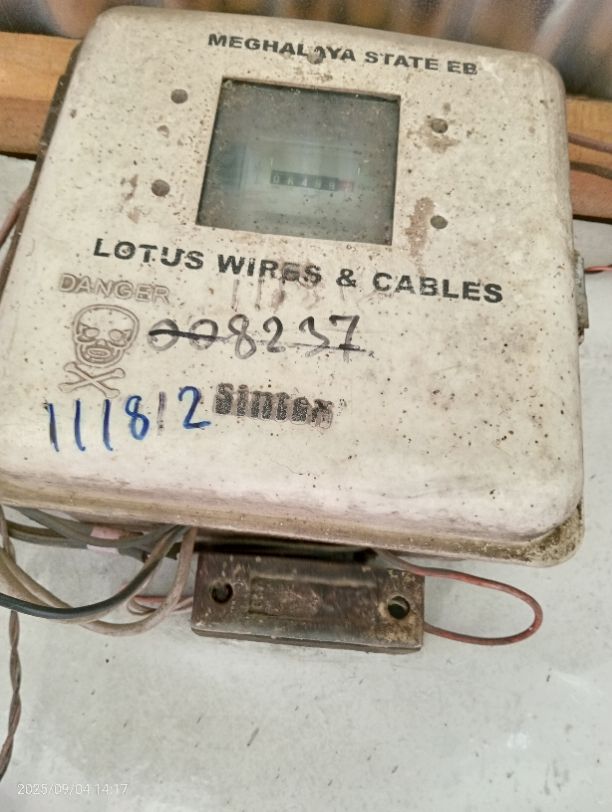 MEGHALAYA STATE EB
LOTUS WIRES & CABLES
DANGER
008237
111812 Sintex
2025/09/04 14:17